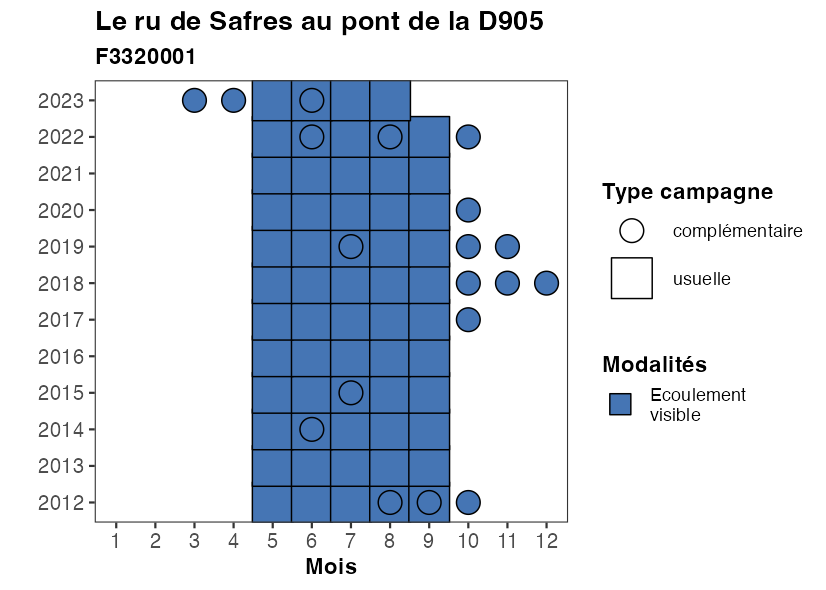 Le ru de Safres au pont de la D905
F3320001
2023
2022
2021
2020
2019
2018
2017
2016
2015
2014
2013
2012
1 2 3 4 5 6 7 8 9 10 11 12
Mois
Type campagne
complémentaire
usuelle
Modalités
Ecoulement
visible